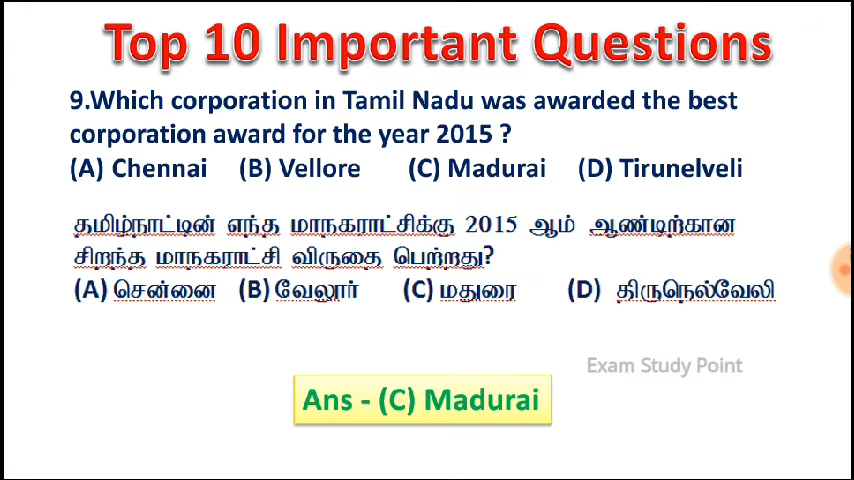 Top 10 Important Questions
9.Which corporation in Tamil Nadu was awarded the best
corporation award for the year 2015 ?
(A) Chennai (B) Vellore (C) Madurai (D) Tirunelveli
தமிழ்நாட்டின் எந்த மாநகராட்சிக்கு 2015 ஆம் ஆண்டிற்கான
சிறந்த மாநகராட்சி விருதை பெற்றது?
(A) சென்னை (B) வேலூர் (C) மதுரை (D) திருநெல்வேலி
Exam Study Point
Ans - (C) Madurai